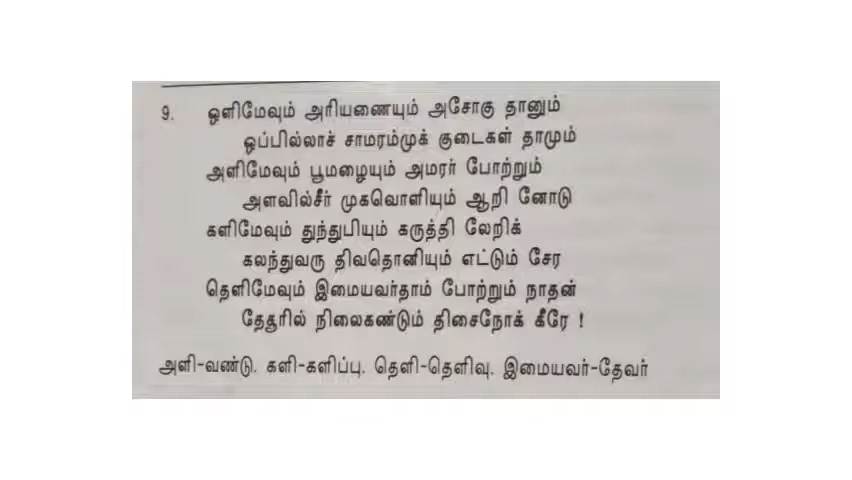 9. ஒளிமேவும் அரியணையும் அசோகு தானும்
ஒப்பில்லாச் சாமரம்முக் குடைகள் தாமும்
அளிமேவும் பூமழையும் அமரர் போற்றும்
அளவில்சீர் முகவொளியும் ஆறி னோடு
களிமேவும் துந்துபியும் கருத்தி லேறிக்
கலந்துவரு திவதொனியும் எட்டும் சேர
தெளிமேவும் இமையவர்தாம் போற்றும் நாதன்
தேசூரில் நிலைகண்டும் திசைநோக் கீரே !
அளி-வண்டு. களி-களிப்பு. தெளி-தெளிவு. இமையவர்-தேவர்